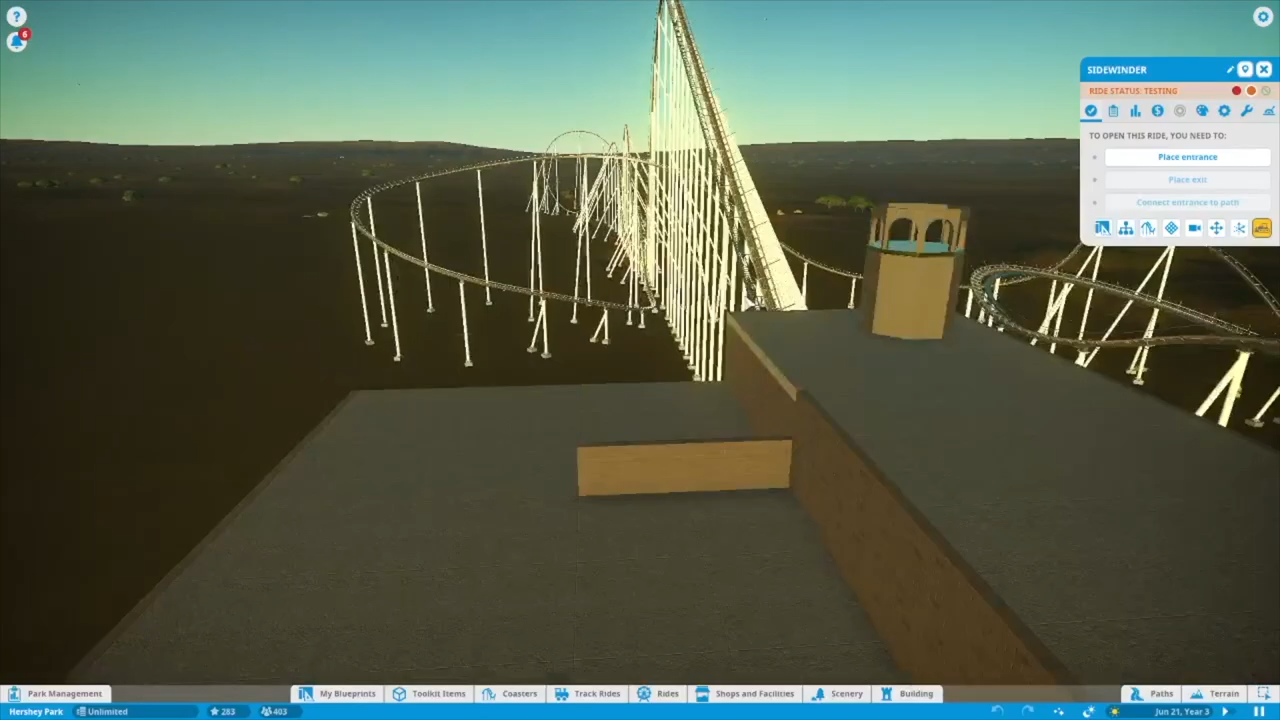 ?
6
SIDEWINDER
RIDE STATUS: TESTING
TO OPEN THIS RIDE, YOU NEED TO:
Place entrance
Place exit
Connect entrance to path
Park Management
My Blueprints
Toolkit Items
Coasters
Track Rides
Rides
Shops and Facilities
Scenery
Building
Paths
Terrain
Hershey Park
Unlimited
283
403
Jun 21, Year 3